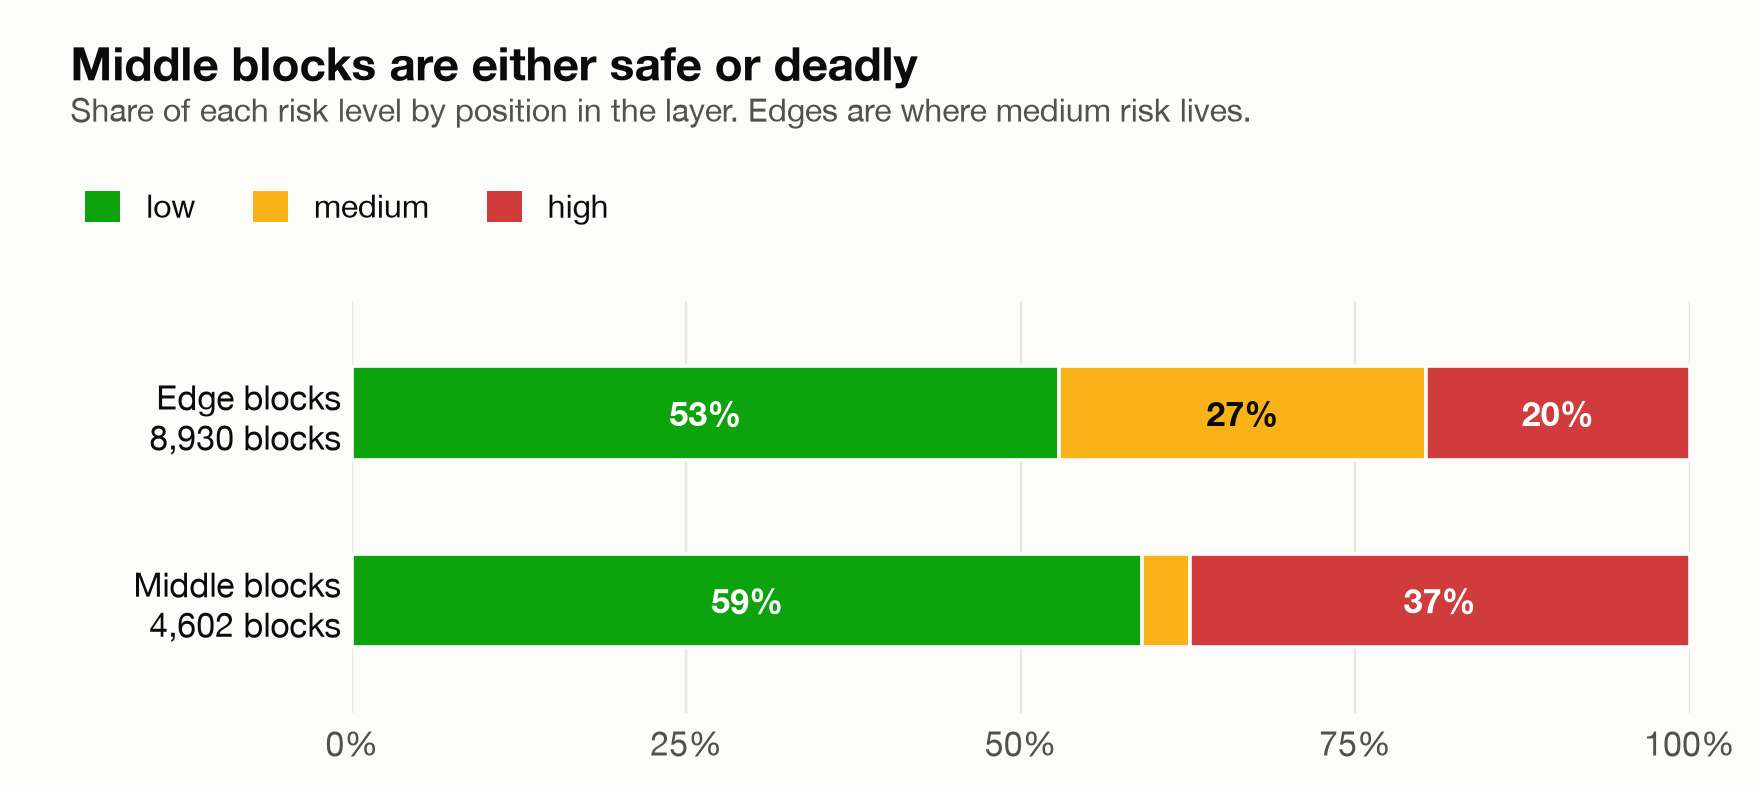 Middle blocks are either safe or deadly
Share of each risk level by position in the layer. Edges are where medium risk lives.
low medium high
Edge blocks
8,930 blocks
53% 27% 20%
Middle blocks
4,602 blocks
59% 37%
0% 25% 50% 75% 100%